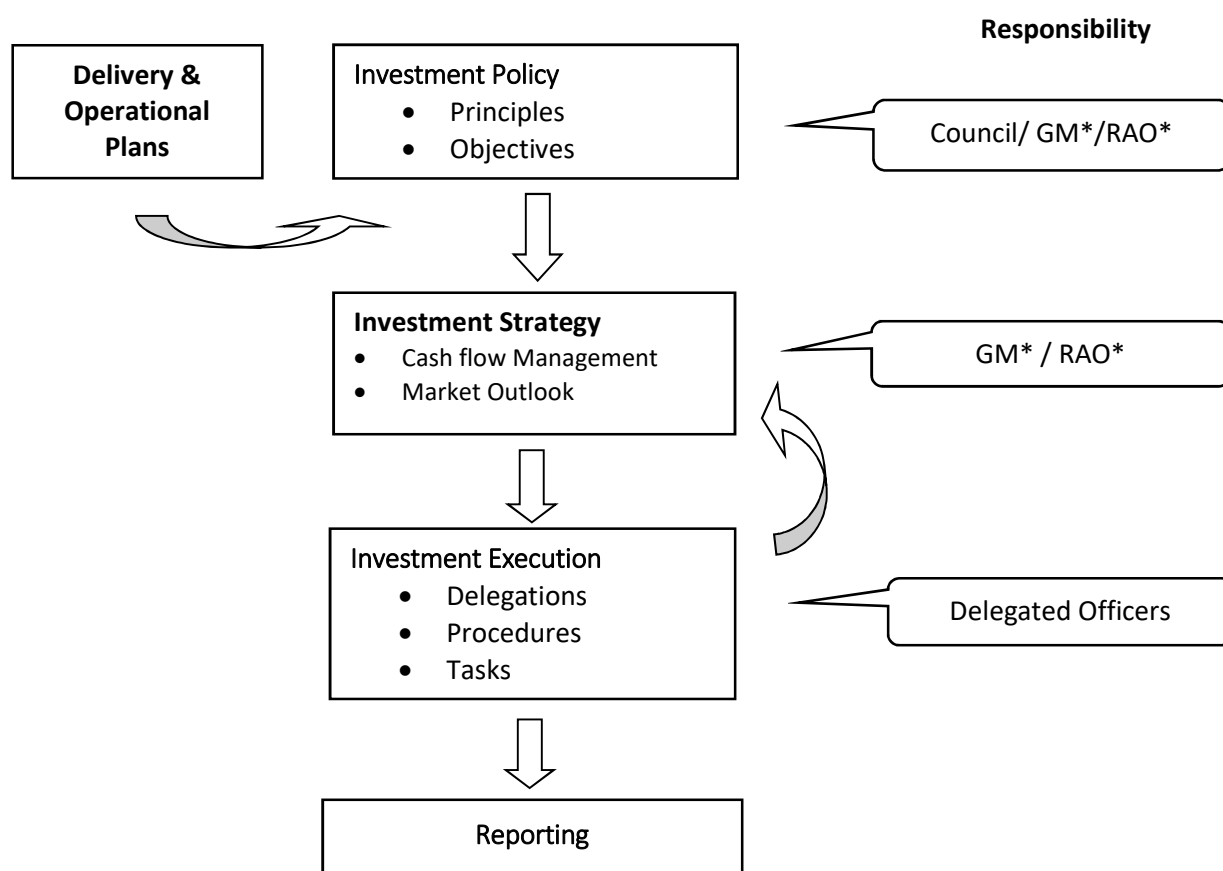 Responsibility
Delivery &
Operational
Plans
Investment Policy
• Principles
• Objectives
Council/ GM*/RAO*
Investment Strategy
• Cash flow Management
• Market Outlook
GM* / RAO*
Investment Execution
• Delegations
• Procedures
• Tasks
Delegated Officers
Reporting